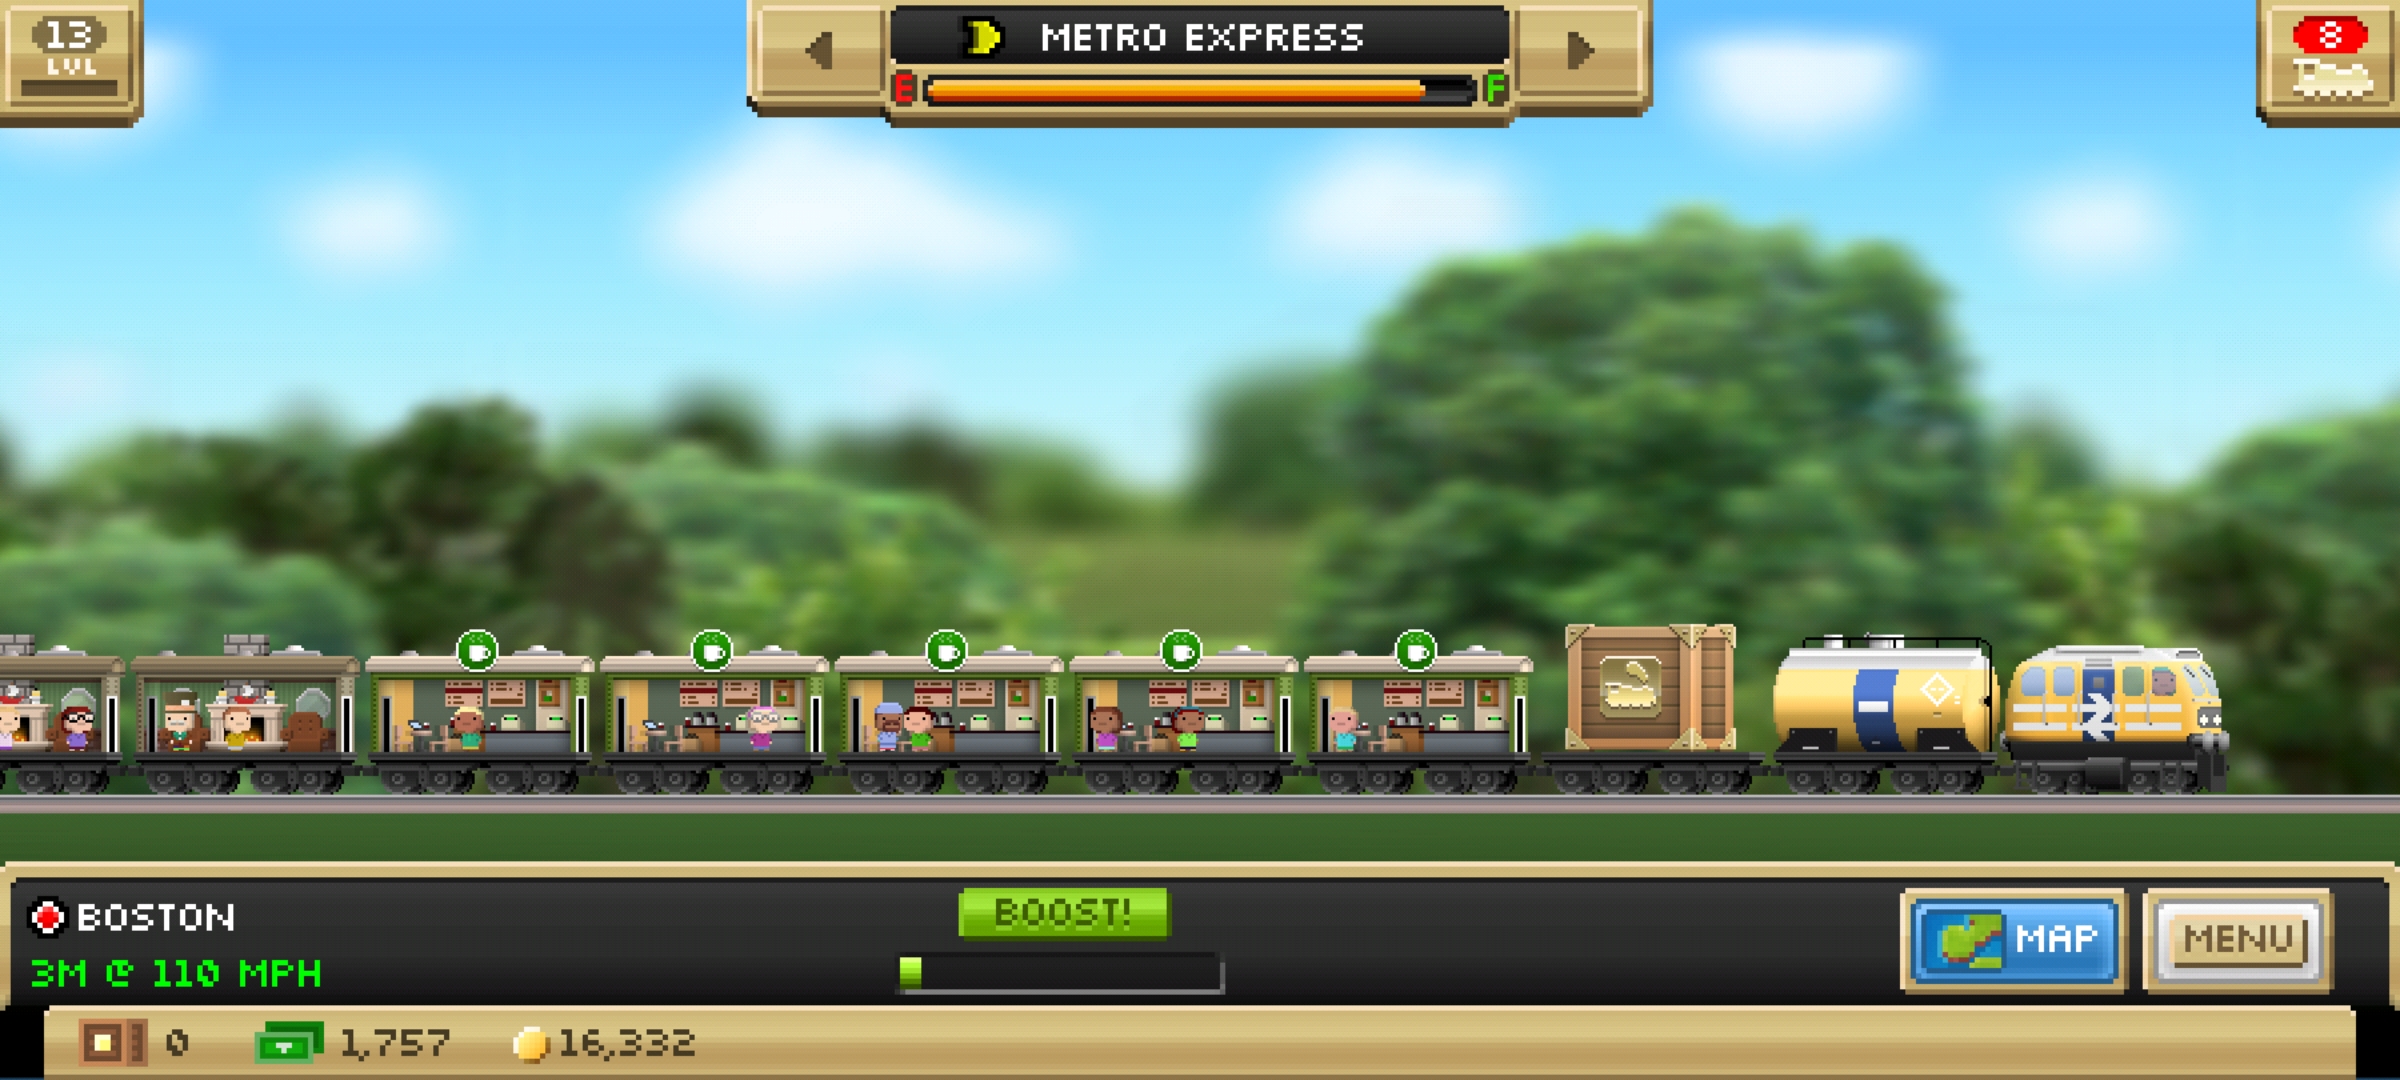 13
LVL
METRO EXPRESS
E F
8
BOSTON
3M @ 110 MPH
BOOST!
MAP
MENU
0
1,757
16,332